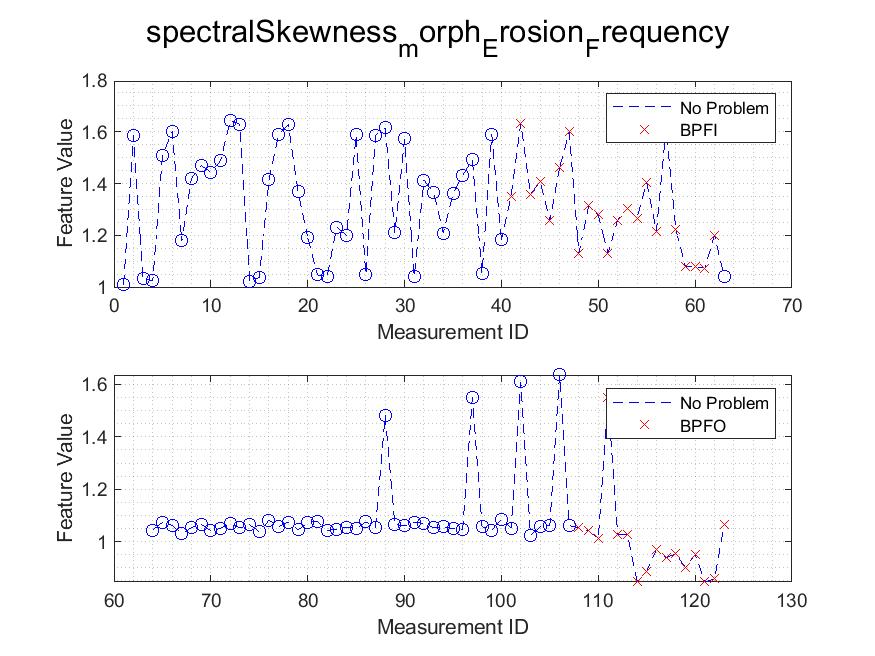 spectralSkewness_morph_Erosion_Frequency
1.8
1.6
1.4
1.2
1
Feature Value
0 10 20 30 40 50 60 70
Measurement ID
No Problem
BPFI
1.6
1.4
1.2
1
Feature Value
60 70 80 90 100 110 120 130
Measurement ID
No Problem
BPFO